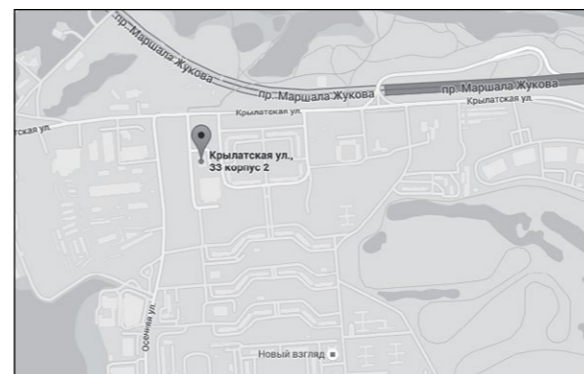 пр. Маршала Жукова
пр. Маршала Жукова
пр. Маршала Жукова
Крылатская ул.
Крылатская ул.
тская ул.
Крылатская ул.,
33 корпус 2
Осенняя ул.
Новый взгляд